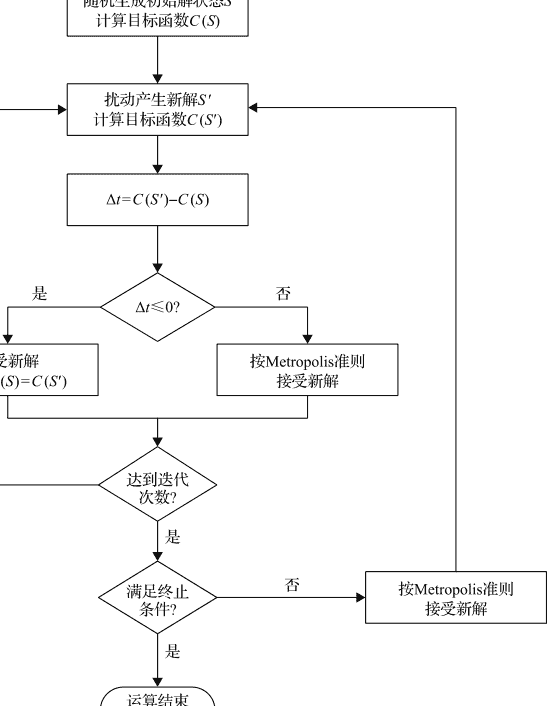 随机生成初始解状态S
计算目标函数C(S)
扰动产生新解S′
计算目标函数C(S′)
Δt=C(S′)−C(S)
Δt≤0?
是
否
受新解
(S)=C(S′)
按Metropolis准则
接受新解
达到迭代
次数?
是
满足终止
条件?
否
按Metropolis准则
接受新解
是
运算结束